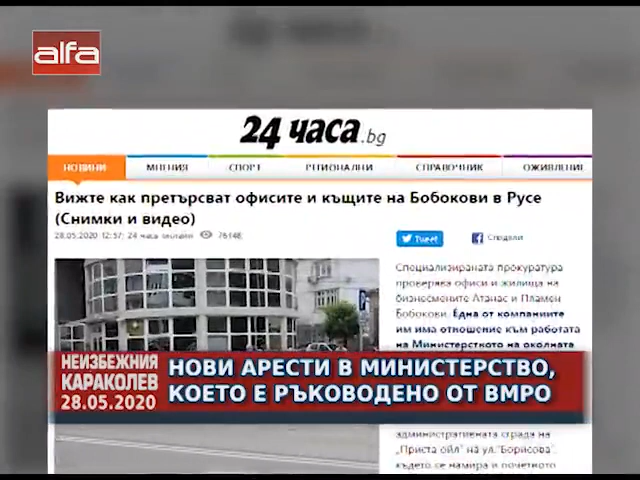 alfa
24 часа.bg
НОВИНИ
МНЕНИЯ
СПОРТ
РЕГИОНАЛНИ
СПРАВОЧНИК
ОЖИВЛЕНИЕ
Вижте как претърсват офисите и къщите на Бобокови в Русе
(Снимки и видео)
28.05.2020 12:57; 24 часа онлайн 76148
Tweet
Сподели
Специализираната прокуратура
проверява офиси и жилища на
бизнесмените Атанас и Пламен
Бобокови. Една от компаниите
им има отношение към работата
на Министерството на околната
НЕИЗБЕЖНИЯ
КАРАКОЛЕВ
28.05.2020
НОВИ АРЕСТИ В МИНИСТЕРСТВО,
КОЕТО Е РЪКОВОДЕНО ОТ ВМРО
административната сграда на
„Приста ойл" на ул."Борисова",
където се намира и почетното